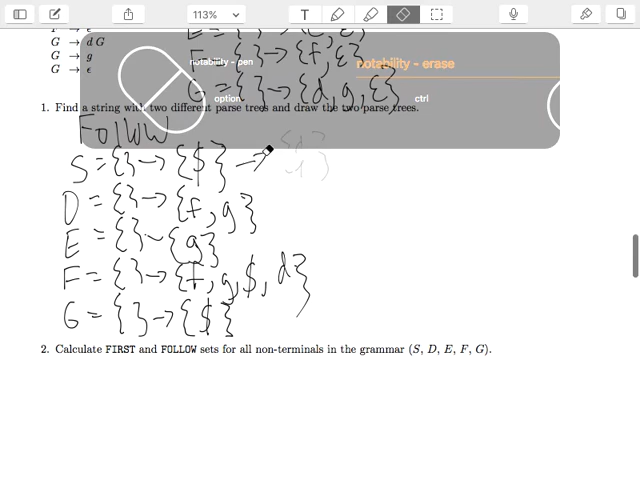 113%
T
G → d G
G → g
G → ϵ
F = { } → {f, ε}
G = { } → {d, g, ε}
notability - pen
option
notability - erase
ctrl
1. Find a string with two different parse trees and draw the two parse trees.
Follow
S = { } → {$} →
D = { } → {f, g}
E = { } - {g}
F = { } → {f, g, $, d}
G = { } → {$}
2. Calculate FIRST and FOLLOW sets for all non-terminals in the grammar (S, D, E, F, G).